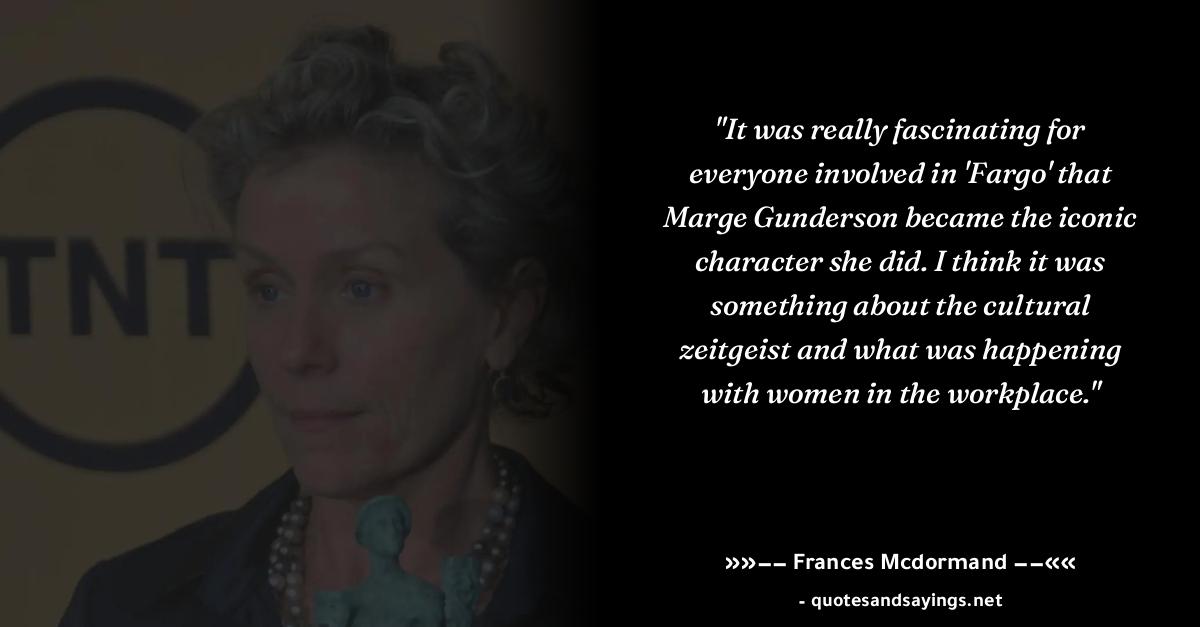 TNT
"It was really fascinating for
everyone involved in 'Fargo' that
Marge Gunderson became the iconic
character she did. I think it was
something about the cultural
zeitgeist and what was happening
with women in the workplace."
»»−− Frances Mcdormand −−««
- quotesandsayings.net